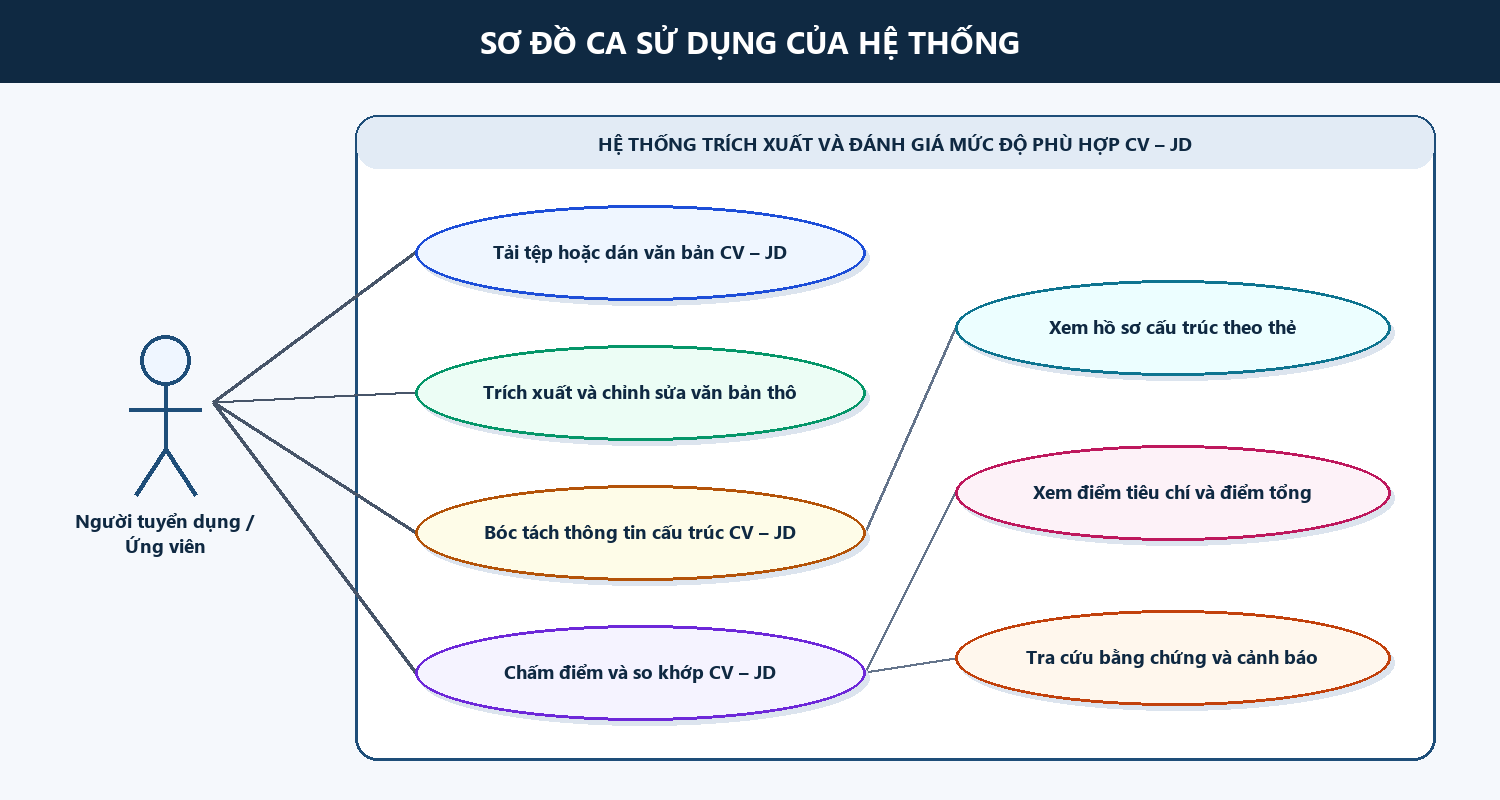 SƠ ĐỒ CA SỬ DỤNG CỦA HỆ THỐNG
HỆ THỐNG TRÍCH XUẤT VÀ ĐÁNH GIÁ MỨC ĐỘ PHÙ HỢP CV – JD
Tải tệp hoặc dán văn bản CV – JD
Trích xuất và chỉnh sửa văn bản thô
Bóc tách thông tin cấu trúc CV – JD
Chấm điểm và so khớp CV – JD
Xem hồ sơ cấu trúc theo thẻ
Xem điểm tiêu chí và điểm tổng
Tra cứu bằng chứng và cảnh báo
Người tuyển dụng /
Ứng viên